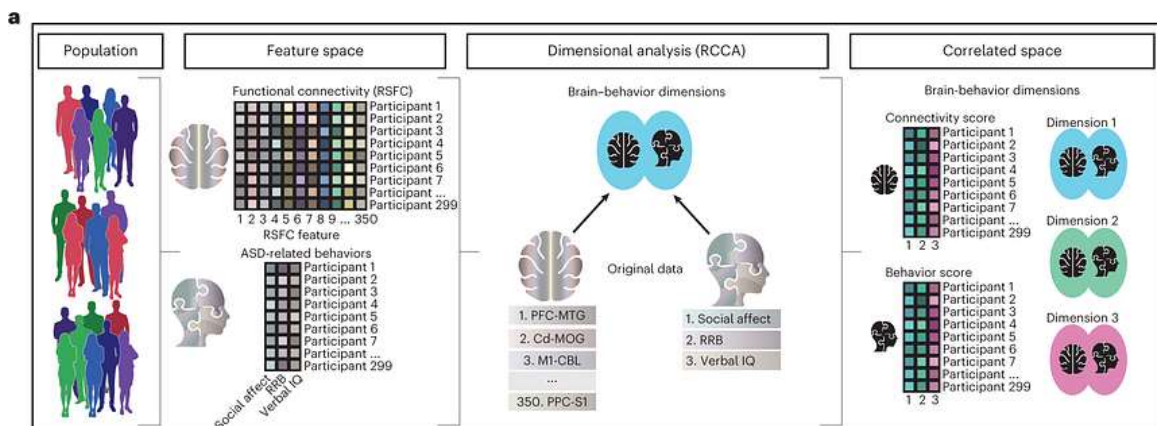 a
Population
Feature space
Dimensional analysis (RCCA)
Correlated space
Functional connectivity (RSFC)
Participant 1
Participant 2
Participant 3
Participant 4
Participant 5
Participant 6
Participant 7
Participant ...
Participant 299
1 2 3 4 5 6 7 8 9 ... 350
RSFC feature
ASD-related behaviors
Participant 1
Participant 2
Participant 3
Participant 4
Participant 5
Participant 6
Participant 7
Participant ...
Participant 299
Social affect
RRB
Verbal IQ
Brain–behavior dimensions
Original data
1. PFC-MTG
2. Cd-MOG
3. M1-CBL
...
350. PPC-S1
1. Social affect
2. RRB
3. Verbal IQ
Brain-behavior dimensions
Connectivity score
Participant 1
Participant 2
Participant 3
Participant 4
Participant 5
Participant 6
Participant 7
Participant ...
Participant 299
1 2 3
Behavior score
Participant 1
Participant 2
Participant 3
Participant 4
Participant 5
Participant 6
Participant 7
Participant ...
Participant 299
1 2 3
Dimension 1
Dimension 2
Dimension 3